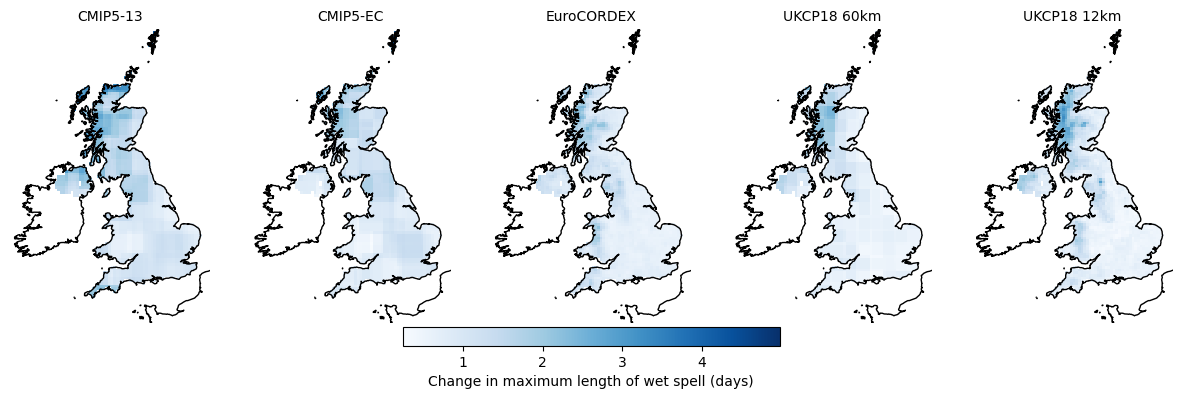 CMIP5-13 CMIP5-EC EuroCORDEX UKCP18 60km UKCP18 12km
1 2 3 4
Change in maximum length of wet spell (days)